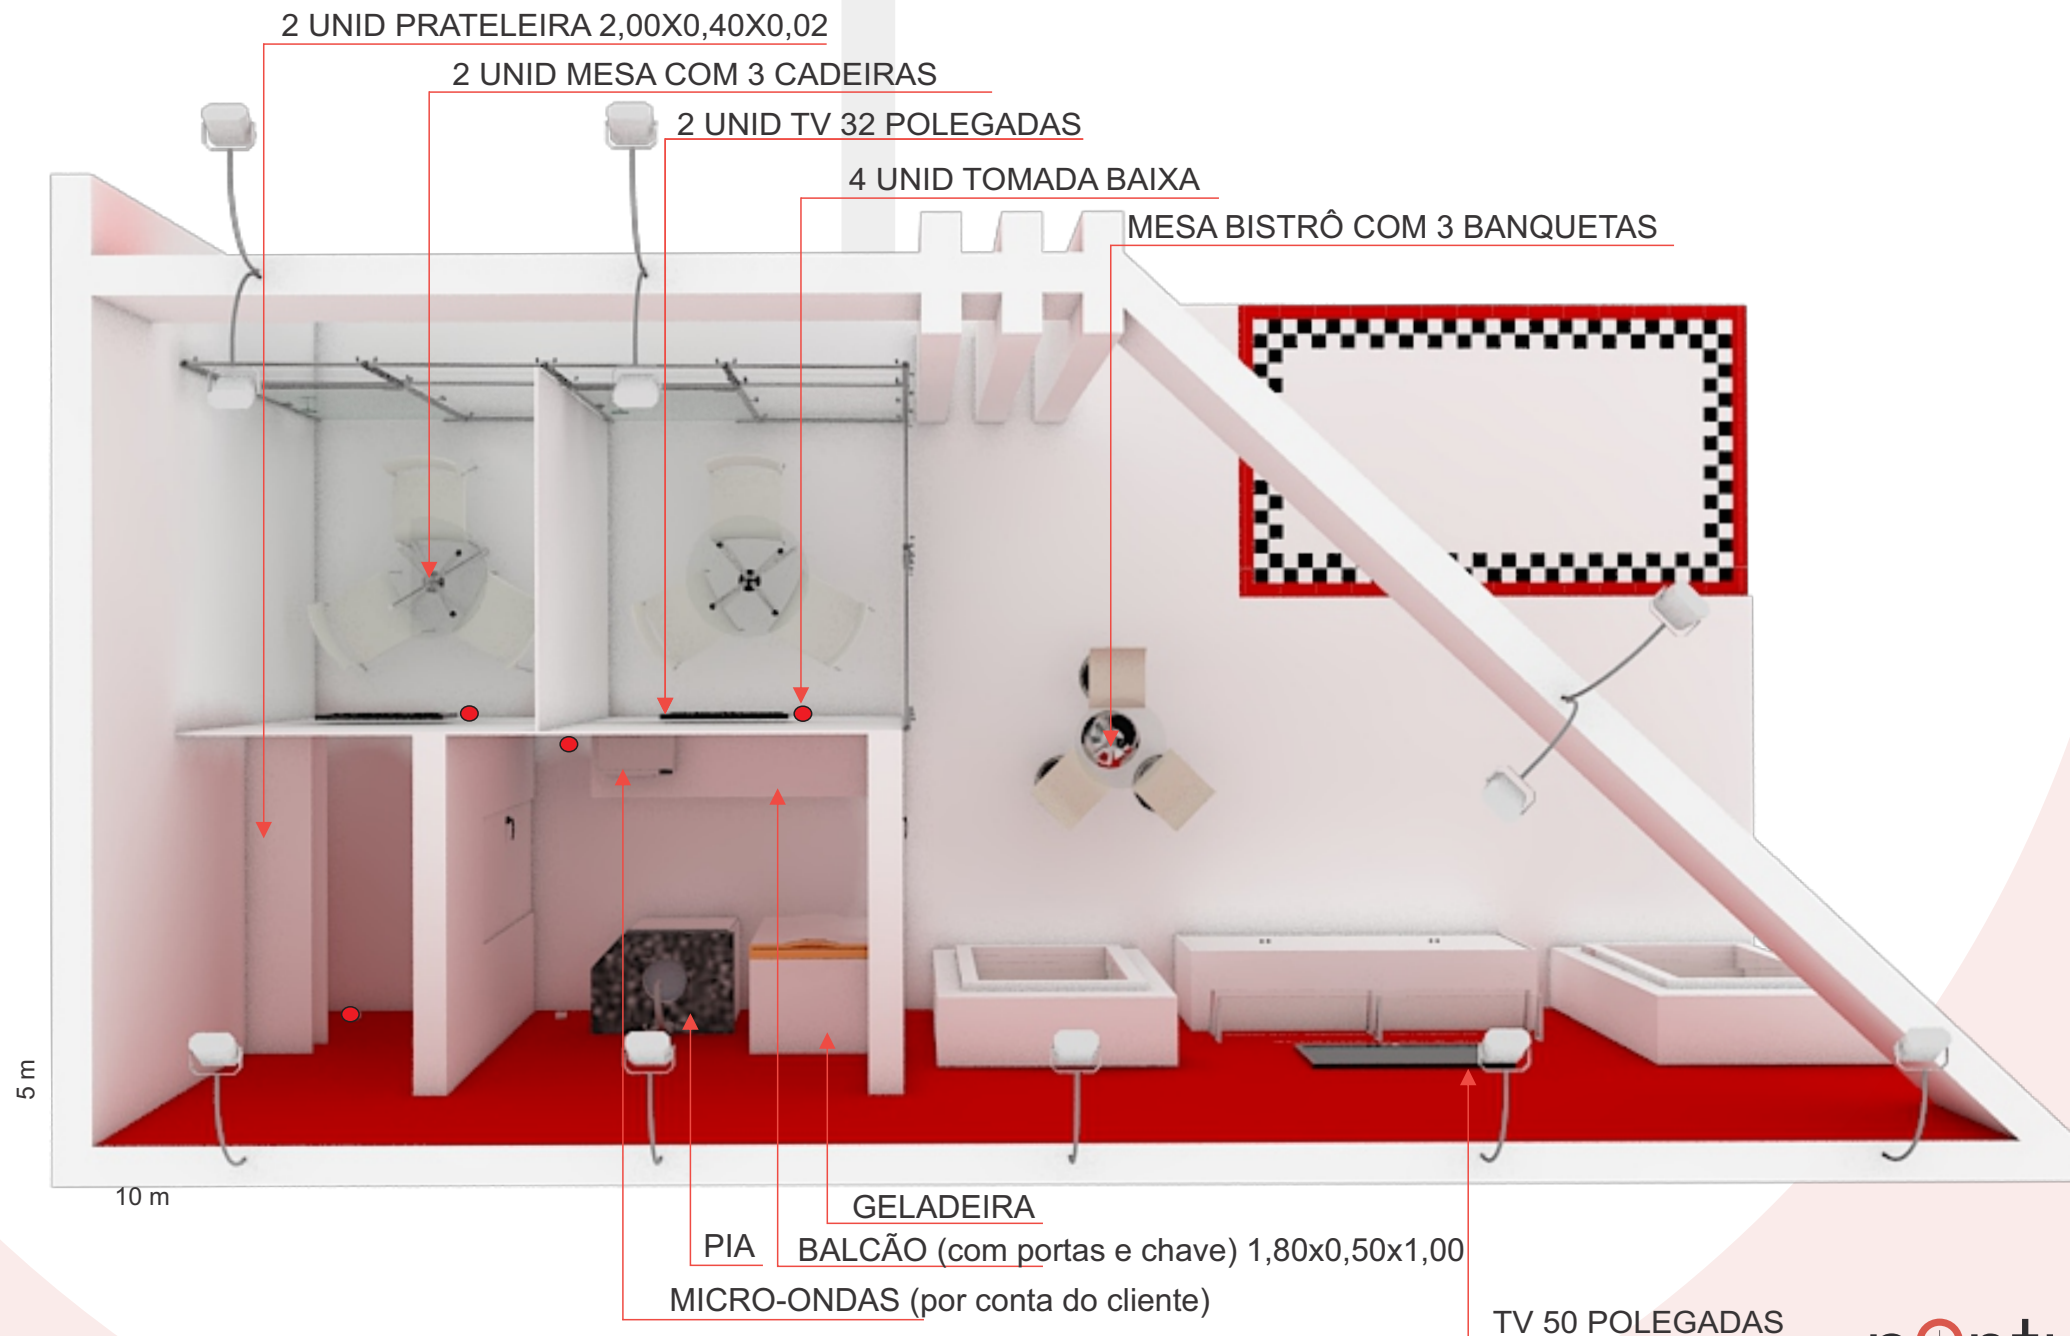 2 UNID PRATELEIRA 2,00X0,40X0,02
2 UNID MESA COM 3 CADEIRAS
2 UNID TV 32 POLEGADAS
4 UNID TOMADA BAIXA
MESA BISTRÔ COM 3 BANQUETAS
5 m
10 m
GELADEIRA
PIA
BALCÃO (com portas e chave) 1,80x0,50x1,00
MICRO-ONDAS (por conta do cliente)
TV 50 POLEGADAS